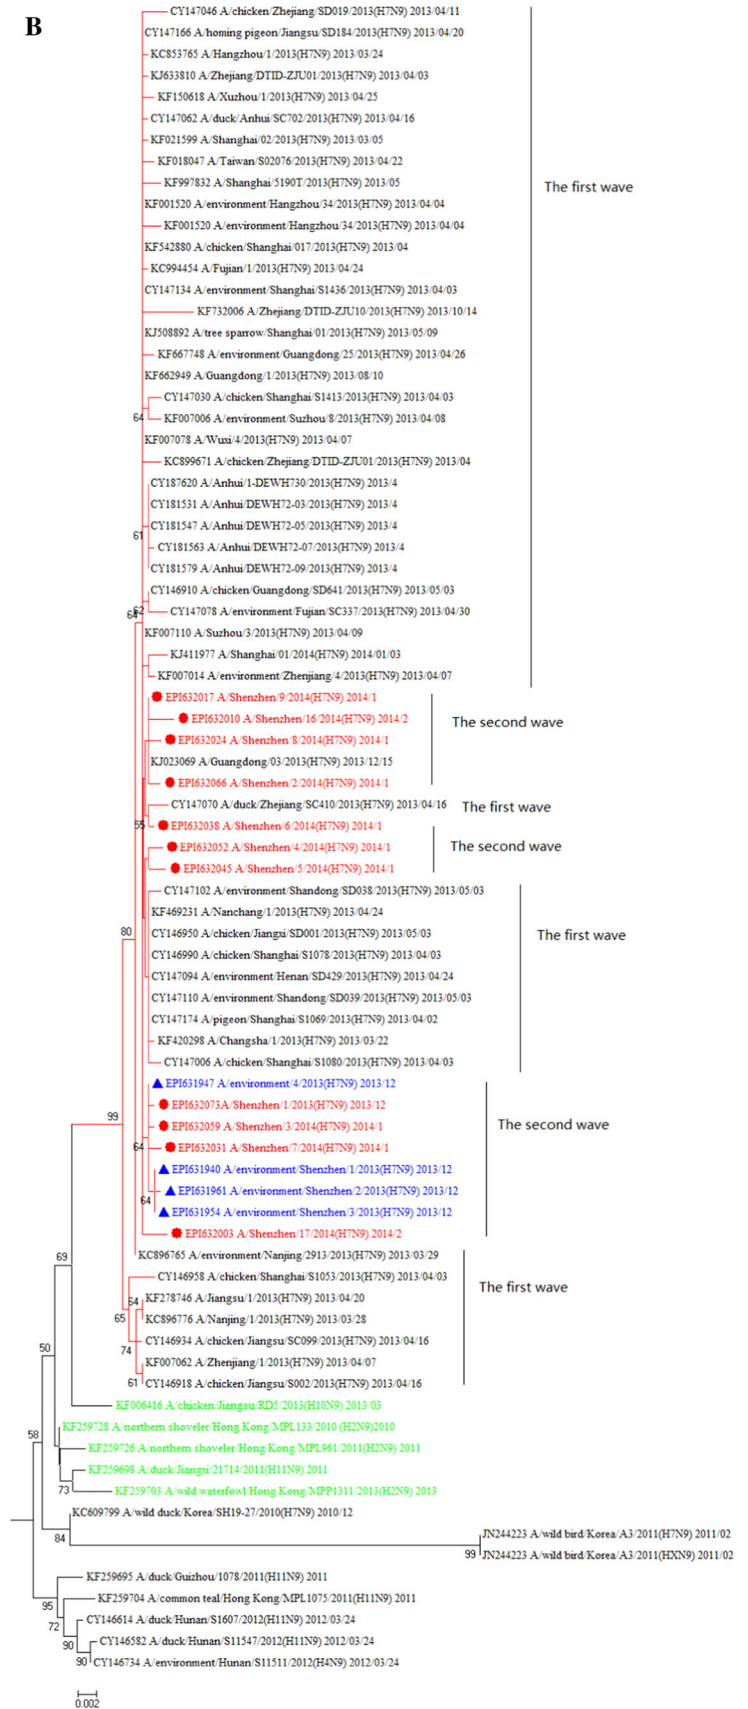 B
CY147046 A/chicken/Zhejiang/SD019/2013(H7N9) 2013/04/11
CY147166 A/homing pigeon/Jiangsu/SD184/2013(H7N9) 2013/04/20
KC853765 A/Hangzhou/1/2013(H7N9) 2013/03/24
KJ633810 A/Zhejiang/DTID-ZJU01/2013(H7N9) 2013/04/03
KF150618 A/Xuzhou/1/2013(H7N9) 2013/04/25
CY147062 A/duck/Anhui/SC702/2013(H7N9) 2013/04/16
KF021599 A/Shanghai/02/2013(H7N9) 2013/03/05
KF018047 A/Taiwan/S02076/2013(H7N9) 2013/04/22
KF997832 A/Shanghai/5190T/2013(H7N9) 2013/05
The first wave
KF001520 A/environment/Hangzhou/34/2013(H7N9) 2013/04/04
KF001520 A/environment/Hangzhou/34/2013(H7N9) 2013/04/04
KF542880 A/chicken/Shanghai/017/2013(H7N9) 2013/04
KC994454 A/Fujian/1/2013(H7N9) 2013/04/24
CY147134 A/environment/Shanghai/S1436/2013(H7N9) 2013/04/03
KF732006 A/Zhejiang/DTID-ZJU10/2013(H7N9) 2013/10/14
KJ508892 A/tree sparrow/Shanghai/01/2013(H7N9) 2013/05/09
KF667748 A/environment/Guangdong/25/2013(H7N9) 2013/04/26
KF662949 A/Guangdong/1/2013(H7N9) 2013/08/10
CY147030 A/chicken/Shanghai/S1413/2013(H7N9) 2013/04/03
64
KF007006 A/environment/Suzhou/8/2013(H7N9) 2013/04/08
KF007078 A/Wuxi/4/2013(H7N9) 2013/04/07
KC899671 A/chicken/Zhejiang/DTID-ZJU01/2013(H7N9) 2013/04
CY187620 A/Anhui/1-DEWH730/2013(H7N9) 2013/4
CY181531 A/Anhui/DEWH72-03/2013(H7N9) 2013/4
CY181547 A/Anhui/DEWH72-05/2013(H7N9) 2013/4
61
CY181563 A/Anhui/DEWH72-07/2013(H7N9) 2013/4
CY181579 A/Anhui/DEWH72-09/2013(H7N9) 2013/4
CY146910 A/chicken/Guangdong/SD641/2013(H7N9) 2013/05/03
62
64
CY147078 A/environment/Fujian/SC337/2013(H7N9) 2013/04/30
KF007110 A/Suzhou/3/2013(H7N9) 2013/04/09
KJ411977 A/Shanghai/01/2014(H7N9) 2014/01/03
KF007014 A/environment/Zhenjiang/4/2013(H7N9) 2013/04/07
EPI632017 A/Shenzhen/9/2014(H7N9) 2014/1
EPI632010 A/Shenzhen/16/2014(H7N9) 2014/2
The second wave
EPI632024 A/Shenzhen/8/2014(H7N9) 2014/1
KJ023069 A/Guangdong/03/2013(H7N9) 2013/12/15
EPI632066 A/Shenzhen/2/2014(H7N9) 2014/1
CY147070 A/duck/Zhejiang/SC410/2013(H7N9) 2013/04/16
The first wave
55
EPI632038 A/Shenzhen/6/2014(H7N9) 2014/1
EPI632052 A/Shenzhen/4/2014(H7N9) 2014/1
The second wave
EPI632045 A/Shenzhen/5/2014(H7N9) 2014/1
CY147102 A/environment/Shandong/SD038/2013(H7N9) 2013/05/03
KF469231 A/Nanchang/1/2013(H7N9) 2013/04/24
80
CY146950 A/chicken/Jiangxi/SD001/2013(H7N9) 2013/05/03
The first wave
CY146990 A/chicken/Shanghai/S1078/2013(H7N9) 2013/04/03
CY147094 A/environment/Henan/SD429/2013(H7N9) 2013/04/24
CY147110 A/environment/Shandong/SD039/2013(H7N9) 2013/05/03
CY147174 A/pigeon/Shanghai/S1069/2013(H7N9) 2013/04/02
KF420298 A/Changsha/1/2013(H7N9) 2013/03/22
CY147006 A/chicken/Shanghai/S1080/2013(H7N9) 2013/04/03
EPI631947 A/environment/4/2013(H7N9) 2013/12
EPI632073A/Shenzhen/1/2013(H7N9) 2013/12
99
EPI632059 A/Shenzhen/3/2014(H7N9) 2014/1
The second wave
64
EPI632031 A/Shenzhen/7/2014(H7N9) 2014/1
EPI631940 A/environment/Shenzhen/1/2013(H7N9) 2013/12
EPI631961 A/environment/Shenzhen/2/2013(H7N9) 2013/12
64
EPI631954 A/environment/Shenzhen/3/2013(H7N9) 2013/12
EPI632003 A/Shenzhen/17/2014(H7N9) 2014/2
KC896765 A/environment/Nanjing/2913/2013(H7N9) 2013/03/29
69
CY146958 A/chicken/Shanghai/S1053/2013(H7N9) 2013/04/03
The first wave
64
KF278746 A/Jiangsu/1/2013(H7N9) 2013/04/20
65
KC896776 A/Nanjing/1/2013(H7N9) 2013/03/28
CY146934 A/chicken/Jiangsu/SC099/2013(H7N9) 2013/04/16
74
50
KF007062 A/Zhenjiang/1/2013(H7N9) 2013/04/07
61
CY146918 A/chicken/Jiangsu/S002/2013(H7N9) 2013/04/16
KF006416 A/chicken/Jiangsu/RD5/2013(H10N9) 2013/03
KF259728 A/northern shoveler/Hong Kong/MPL133/2010 (H2N9)2010
58
KF259726 A/northern shoveler/Hong Kong/MPL961/2011(H2N9) 2011
KF259698 A/duck/Jiangxi/21714/2011(H11N9) 2011
73
KF259703 A/wild waterfowl/Hong Kong/MPP1311/2013(H2N9) 2013
KC609799 A/wild duck/Korea/SH19-27/2010(H7N9) 2010/12
84
JN244223 A/wild bird/Korea/A3/2011(H7N9) 2011/02
99
JN244223 A/wild bird/Korea/A3/2011(HXN9) 2011/02
KF259695 A/duck/Guizhou/1078/2011(H11N9) 2011
95
KF259704 A/common teal/Hong Kong/MPL1075/2011(H11N9) 2011
72
CY146614 A/duck/Hunan/S1607/2012(H11N9) 2012/03/24
90
CY146582 A/duck/Hunan/S11547/2012(H11N9) 2012/03/24
90
CY146734 A/environment/Hunan/S11511/2012(H4N9) 2012/03/24
0.002